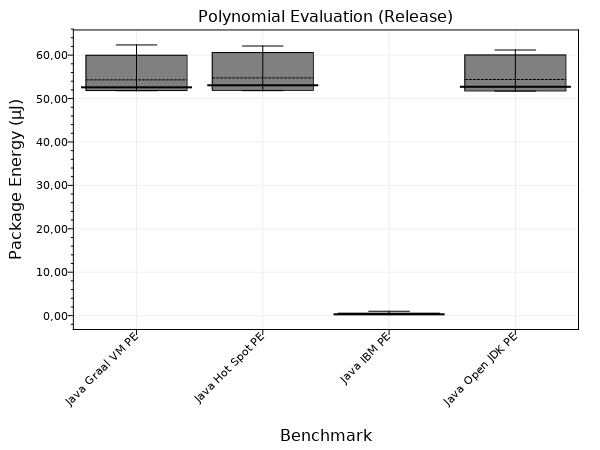 Polynomial Evaluation (Release)
Package Energy (µJ)
60,00
50,00
40,00
30,00
20,00
10,00
0,00
Java Graal VM PE
Java Hot Spot PE
Java IBM PE
Java Open JDK PE
Benchmark